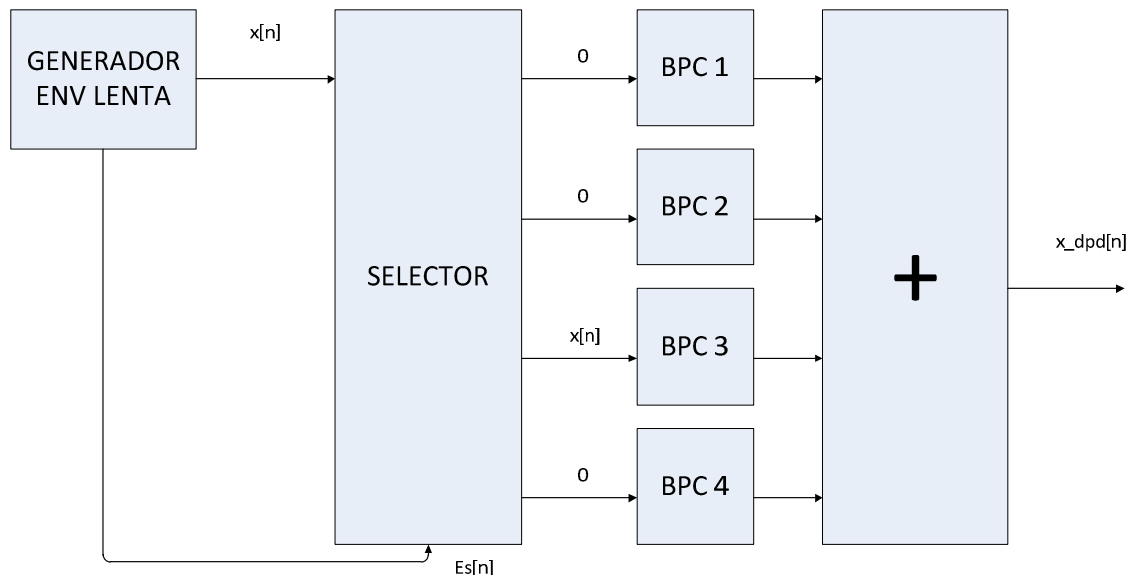 GENERADOR
ENV LENTA
x[n]
SELECTOR
0
BPC 1
0
BPC 2
x[n]
BPC 3
0
BPC 4
+
x_dpd[n]
Es[n]